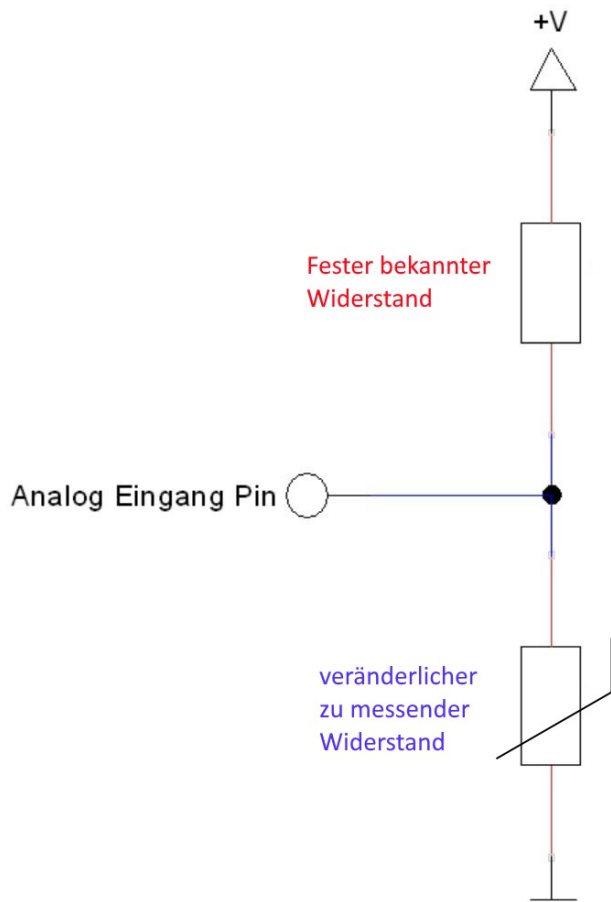 +V
Fester bekannter
Widerstand
Analog Eingang Pin
veränderlicher
zu messender
Widerstand